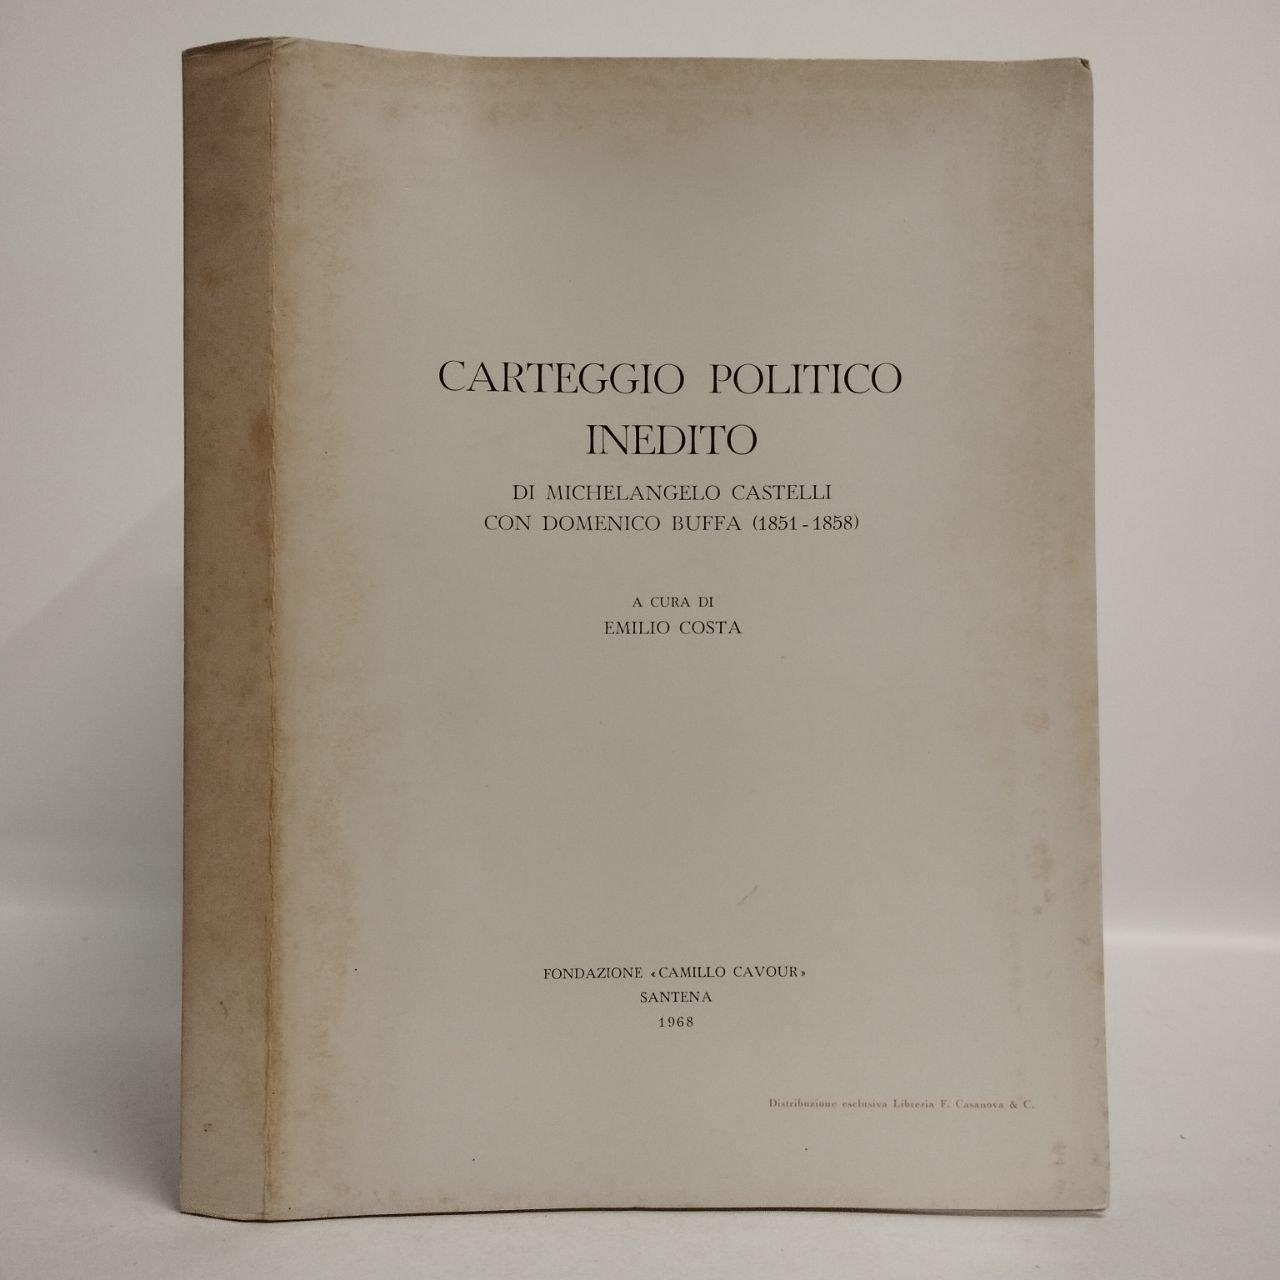 CARTEGGIO POLITICO
INEDITO
DI MICHELANGELO CASTELLI
CON DOMENICO BUFFA (1851-1858)
A CURA DI
EMILIO COSTA
FONDAZIONE «CAMILLO CAVOUR»
SANTENA
1968
Distribuzione esclusiva Libreria F. Casanova & C.